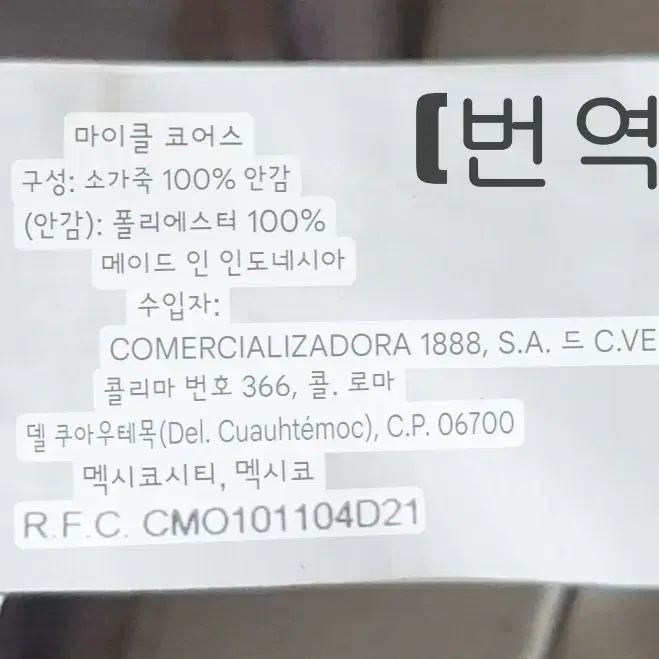 【번역
마이클 코어스
구성: 소가죽 100% 안감
(안감): 폴리에스터 100%
메이드 인 인도네시아
수입자:
COMERCIALIZADORA 1888, S.A. 드 C.VE
콜리마 번호 366, 콜. 로마
델 쿠아우테목(Del. Cuauhtémoc), C.P. 06700
멕시코시티, 멕시코
R.F.C. CMO101104D21